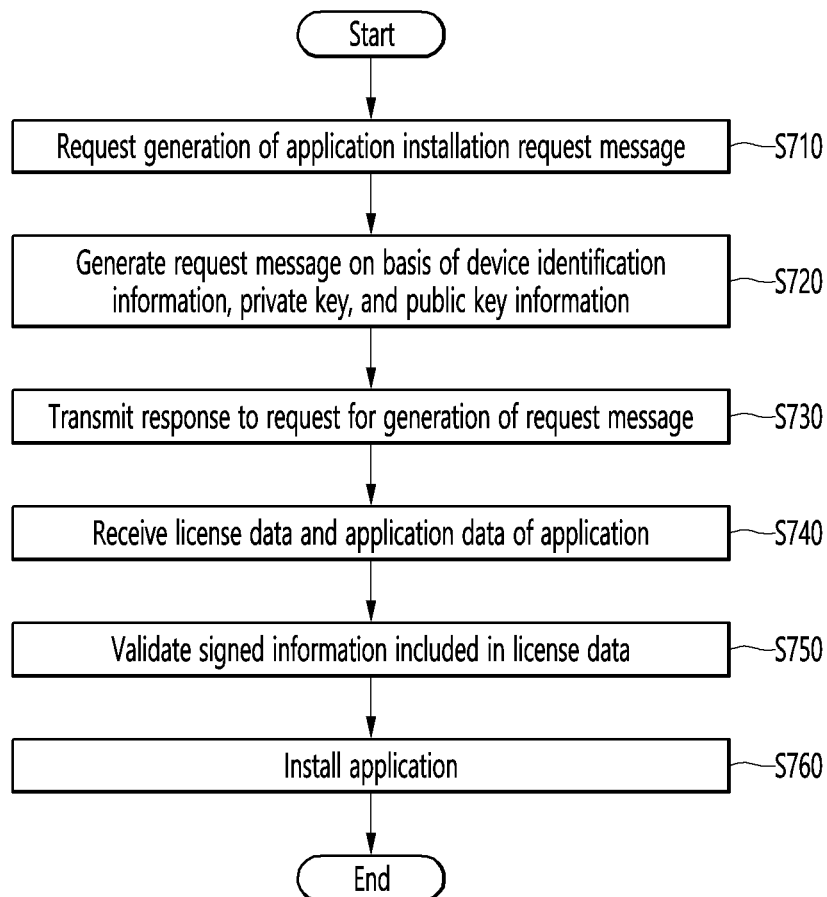 Start
Request generation of application installation request message
S710
Generate request message on basis of device identification
information, private key, and public key information
S720
Transmit response to request for generation of request message
S730
Receive license data and application data of application
S740
Validate signed information included in license data
S750
Install application
S760
End